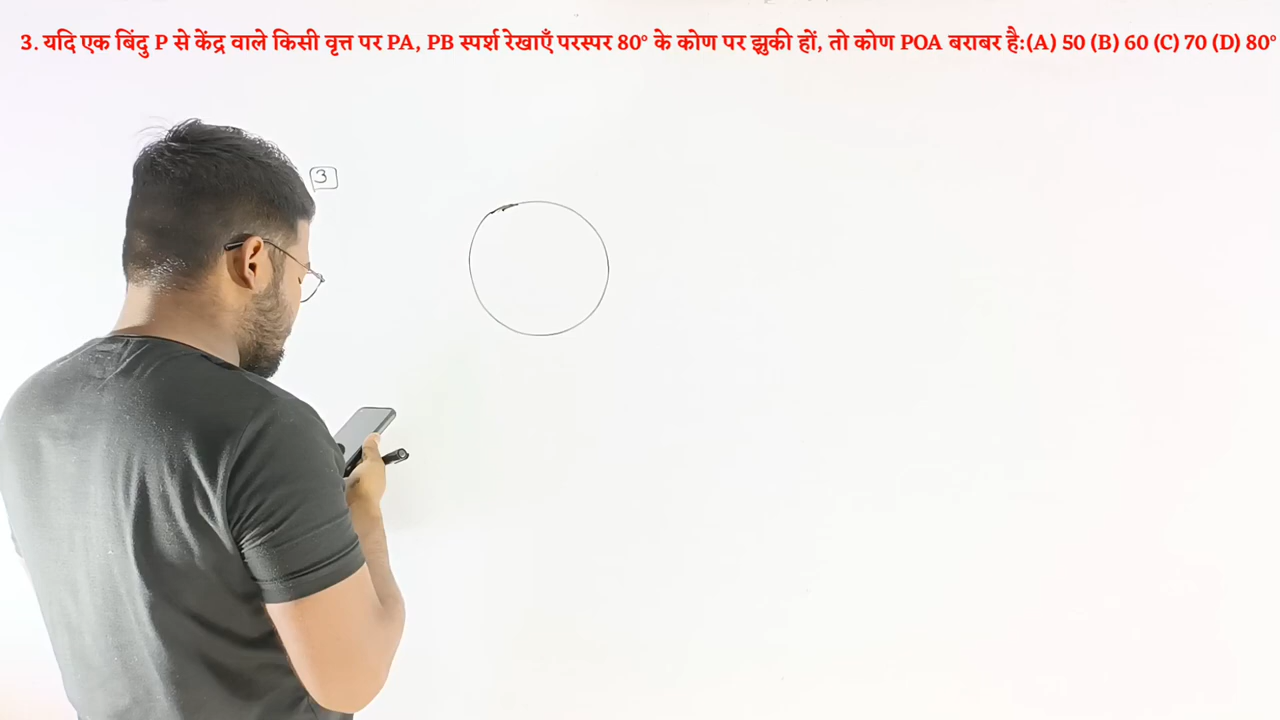 3. यदि एक बिंदु P से केंद्र वाले किसी वृत्त पर PA, PB स्पर्श रेखाएँ परस्पर 80° के कोण पर झुकी हों, तो कोण POA बराबर है:(A) 50 (B) 60 (C) 70 (D) 80°
3